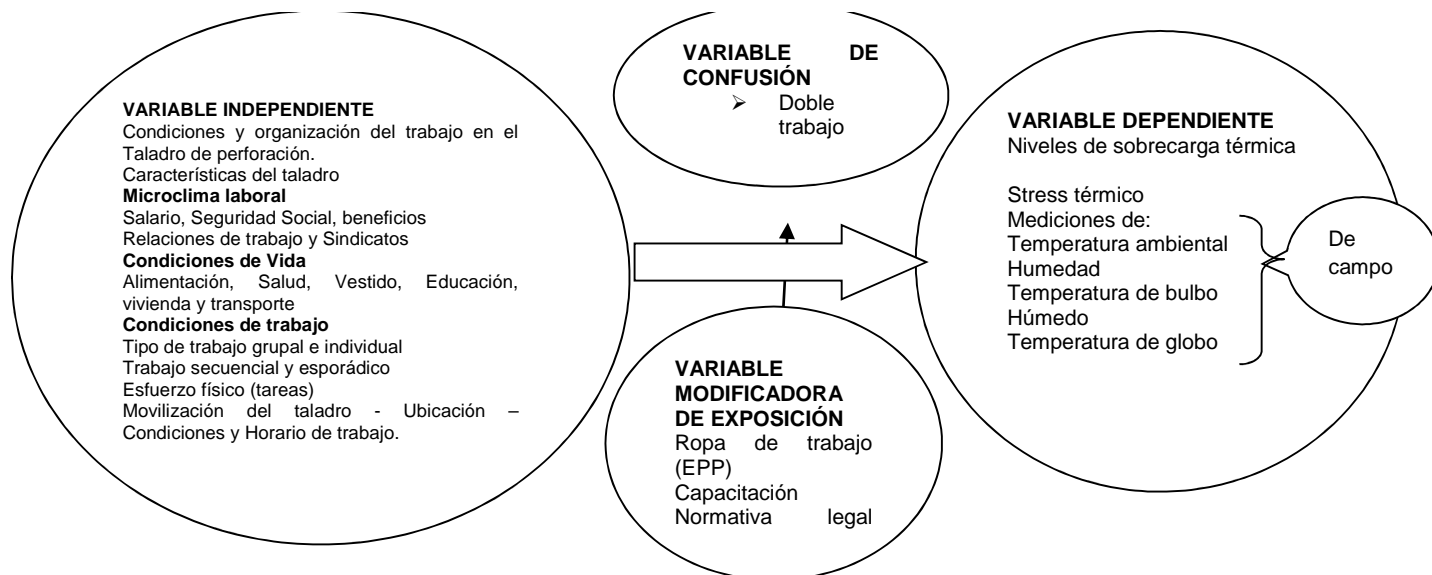 VARIABLE INDEPENDIENTE
Condiciones y organización del trabajo en el
Taladro de perforación.
Características del taladro
Microclima laboral
Salario, Seguridad Social, beneficios
Relaciones de trabajo y Sindicatos
Condiciones de Vida
Alimentación, Salud, Vestido, Educación,
vivienda y transporte
Condiciones de trabajo
Tipo de trabajo grupal e individual
Trabajo secuencial y esporádico
Esfuerzo físico (tareas)
Movilización del taladro - Ubicación –
Condiciones y Horario de trabajo.
VARIABLE DE
CONFUSIÓN
➢ Doble
trabajo
VARIABLE
MODIFICADORA
DE EXPOSICIÓN
Ropa de trabajo
(EPP)
Capacitación
Normativa legal
VARIABLE DEPENDIENTE
Niveles de sobrecarga térmica
Stress térmico
Mediciones de:
Temperatura ambiental
Humedad
Temperatura de bulbo
Húmedo
Temperatura de globo
De
campo